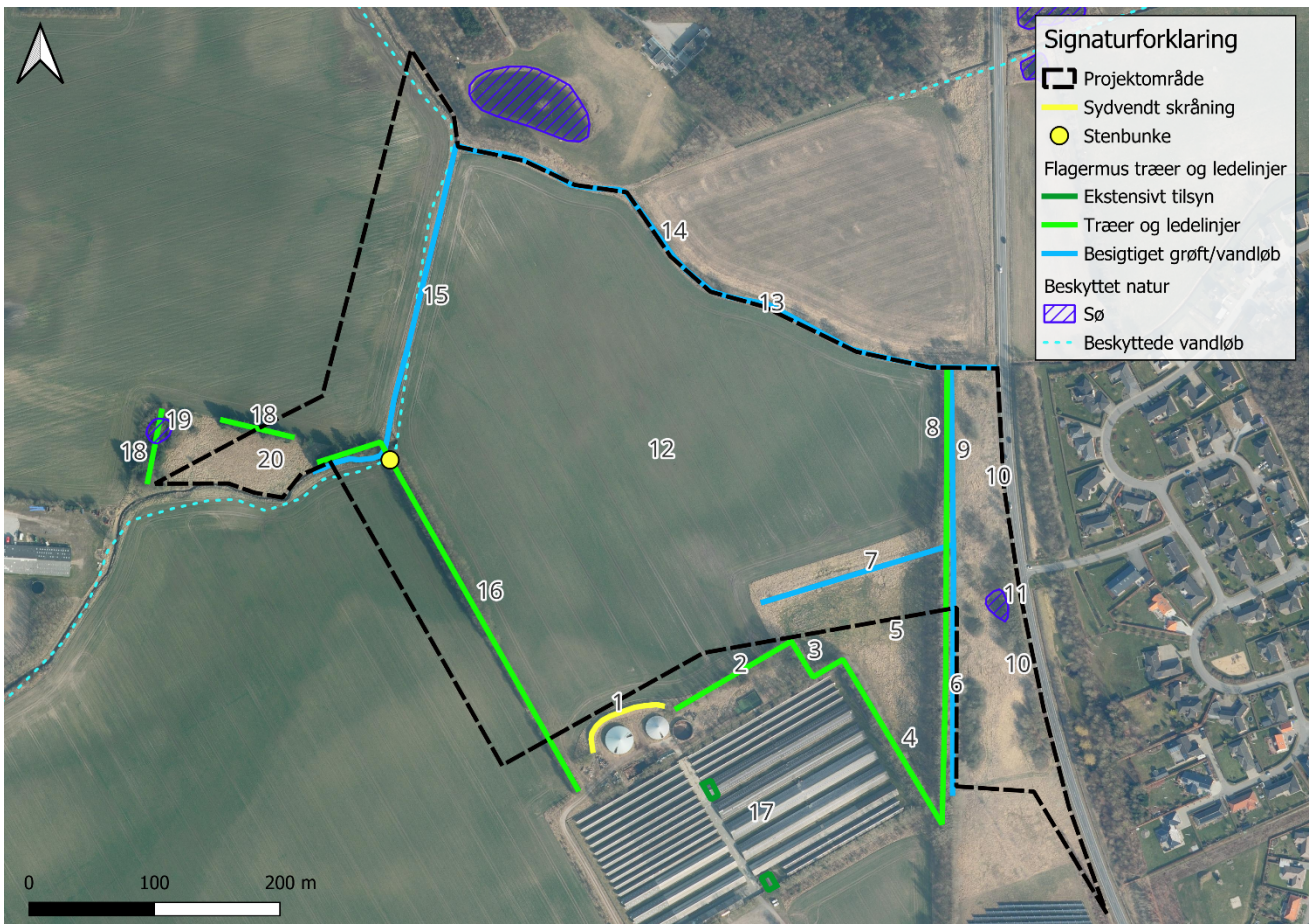 Signaturforklaring
Projektområde
Sydvendt skråning
Stenbunke
Flagermus træer og ledelinjer
Ekstensivt tilsyn
Træer og ledelinjer
Besigtiget grøft/vandløb
Beskyttet natur
Sø
Beskyttede vandløb
14
15
13
18
19
18
20
12
8
9
10
16
7
11
5
3
2
10
6
1
4
17
0 100 200 m